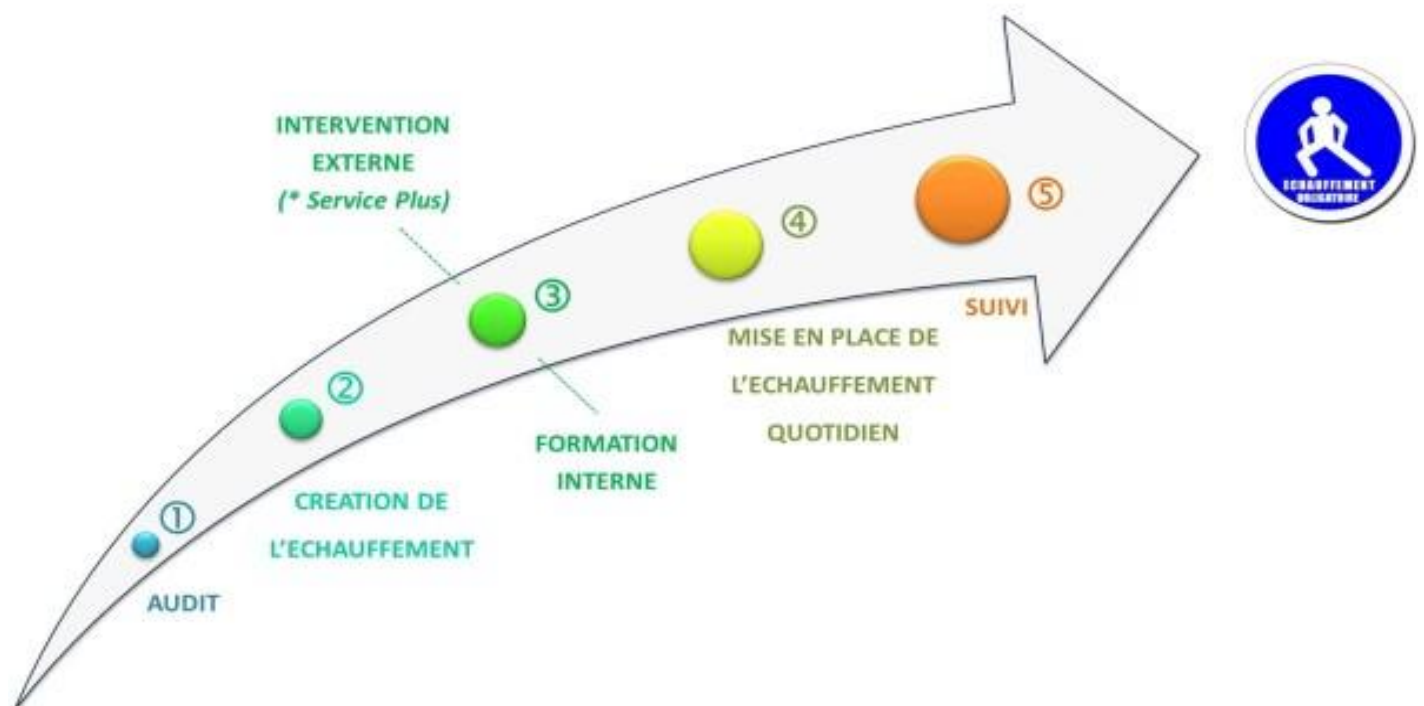 ①
AUDIT
②
CREATION DE
L'ECHAUFFEMENT
INTERVENTION
EXTERNE
(* Service Plus)
③
FORMATION
INTERNE
④
MISE EN PLACE DE
L'ECHAUFFEMENT
QUOTIDIEN
⑤
SUIVI
ECHAUFFEMENT
OBLIGATOIRE